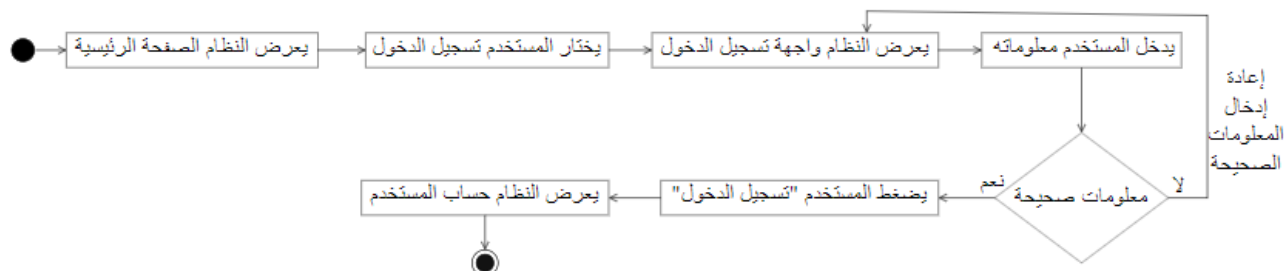 يعرض النظام الصفحة الرئيسية
يختار المستخدم تسجيل الدخول
يعرض النظام واجهة تسجيل الدخول
يدخل المستخدم معلوماته
إعادة
إدخال
المعلومات
الصحيحة
معلومات صحيحة
لا
نعم
يضغط المستخدم "تسجيل الدخول"
يعرض النظام حساب المستخدم